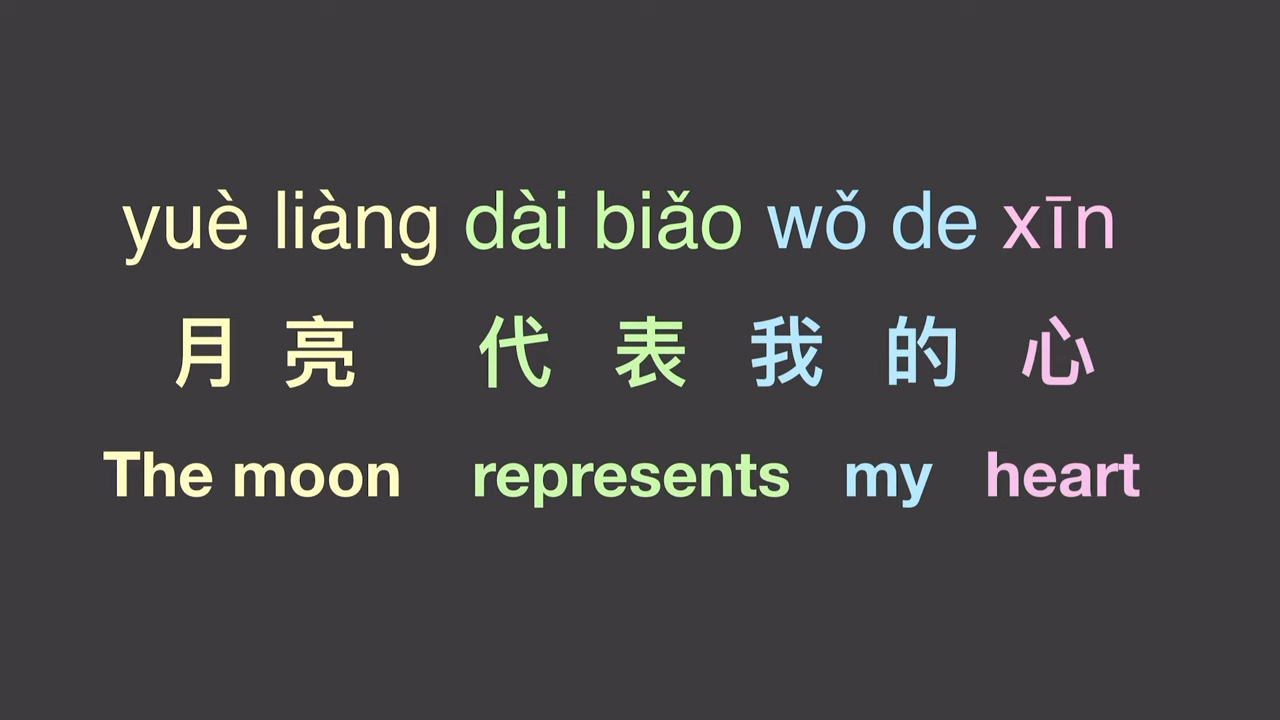 yuè liàng dài biǎo wǒ de xīn
月 亮 代 表 我 的 心
The moon represents my heart